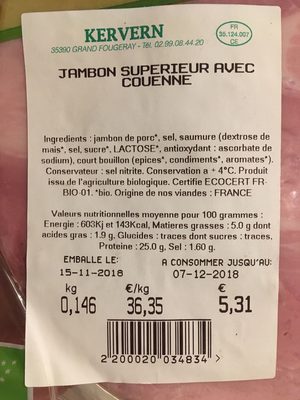 KERVERN
35390 GRAND FOUGERAY - Tél. 02.99.08.44.20
FR
35.124.007
CE
JAMBON SUPERIEUR AVEC
COUENNE
Ingredients : jambon de porc*, sel, saumure (dextrose de
mais*, sel, sucre*, LACTOSE*, antioxydant : ascorbate de
sodium), court bouillon (epices*, condiments*, aromates*).
Conservateur : sel nitrite. Conservation a + 4°C. Produit
issu de l'agriculture biologique. Certifie ECOCERT FR-
BIO-01. *bio. Origine de nos viandes : FRANCE
Valeurs nutritionnelles moyenne pour 100 grammes :
Energie : 603Kj et 143Kcal, Matieres grasses : 5.0 g dont
acides gras : 1.9 g. Glucides : traces dont sucres : traces.
Proteine : 25.0 g. Sel : 1.60 g.
EMBALLE LE: A CONSOMMER JUSQU'AU:
15-11-2018 07-12-2018
kg €/kg €
0,146 36,35 5,31
2 200020 034834